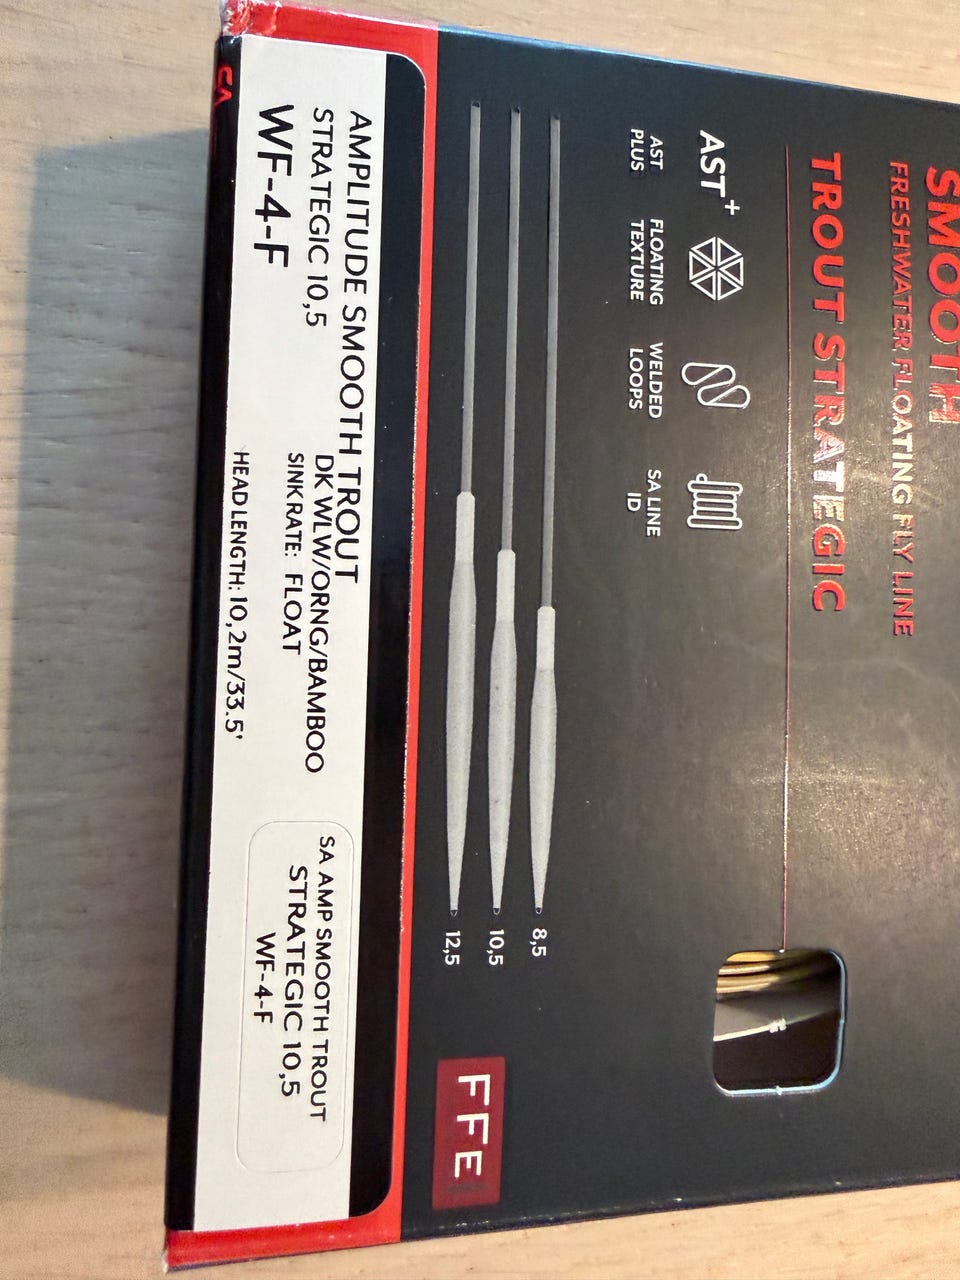 SMOOTH
FRESHWATER FLOATING FLY LINE
TROUT STRATEGIC
AST+
AST
PLUS
FLOATING
TEXTURE
WELDED
LOOPS
SA LINE
ID
8,5
10,5
12,5
FFE
AMPLITUDE SMOOTH TROUT
STRATEGIC 10,5
WF-4-F
DK WLW/ORNG/BAMBOO
SINK RATE: FLOAT
HEAD LENGTH: 10,2m/33.5'
SA AMP SMOOTH TROUT
STRATEGIC 10,5
WF-4-F
SA